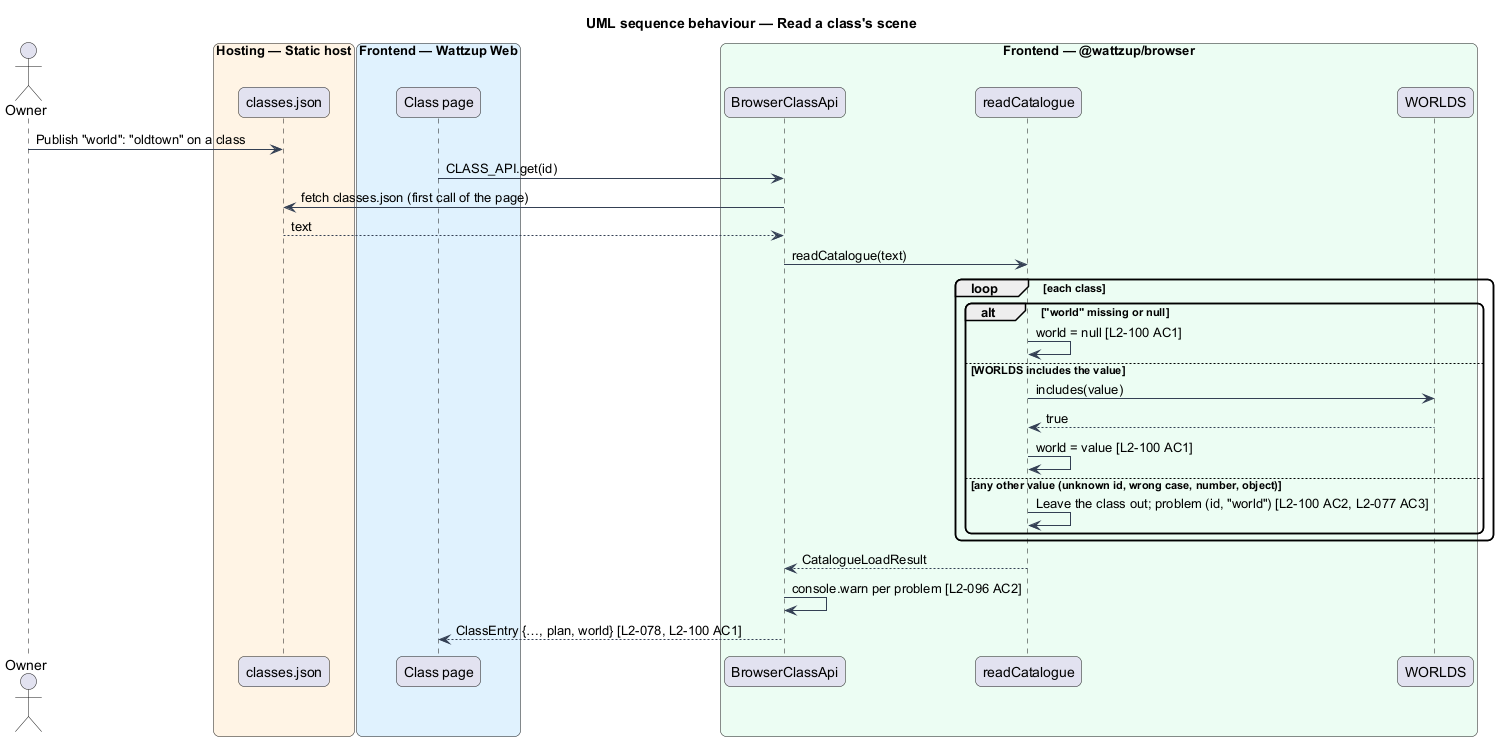 UML sequence behaviour — Read a class's scene
Hosting — Static host
Frontend — Wattzup Web
Frontend — @wattzup/browser
Owner
classes.json
Class page
BrowserClassApi
readCatalogue
WORLDS
Publish "world": "oldtown" on a class
CLASS_API.get(id)
fetch classes.json (first call of the page)
text
readCatalogue(text)
loop
[each class]
alt
["world" missing or null]
world = null [L2-100 AC1]
[WORLDS includes the value]
includes(value)
true
world = value [L2-100 AC1]
[any other value (unknown id, wrong case, number, object)]
Leave the class out; problem (id, "world") [L2-100 AC2, L2-077 AC3]
CatalogueLoadResult
console.warn per problem [L2-096 AC2]
ClassEntry {…, plan, world} [L2-078, L2-100 AC1]
Owner
classes.json
Class page
BrowserClassApi
readCatalogue
WORLDS